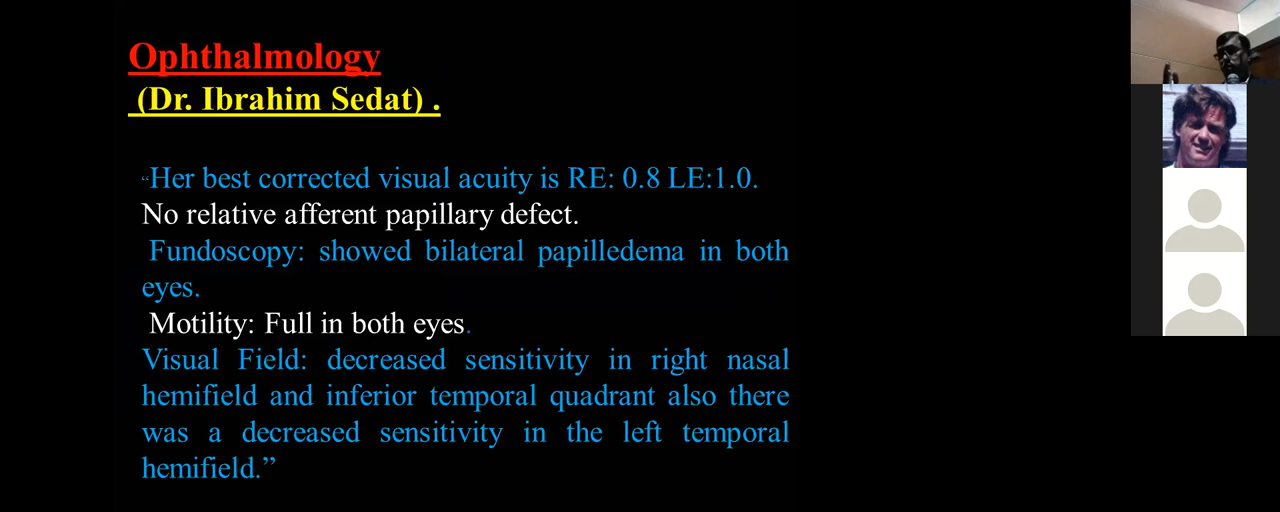 Ophthalmology
(Dr. Ibrahim Sedat) .
“Her best corrected visual acuity is RE: 0.8 LE:1.0.
No relative afferent papillary defect.
Fundoscopy: showed bilateral papilledema in both
eyes.
Motility: Full in both eyes.
Visual Field: decreased sensitivity in right nasal
hemifield and inferior temporal quadrant also there
was a decreased sensitivity in the left temporal
hemifield.”